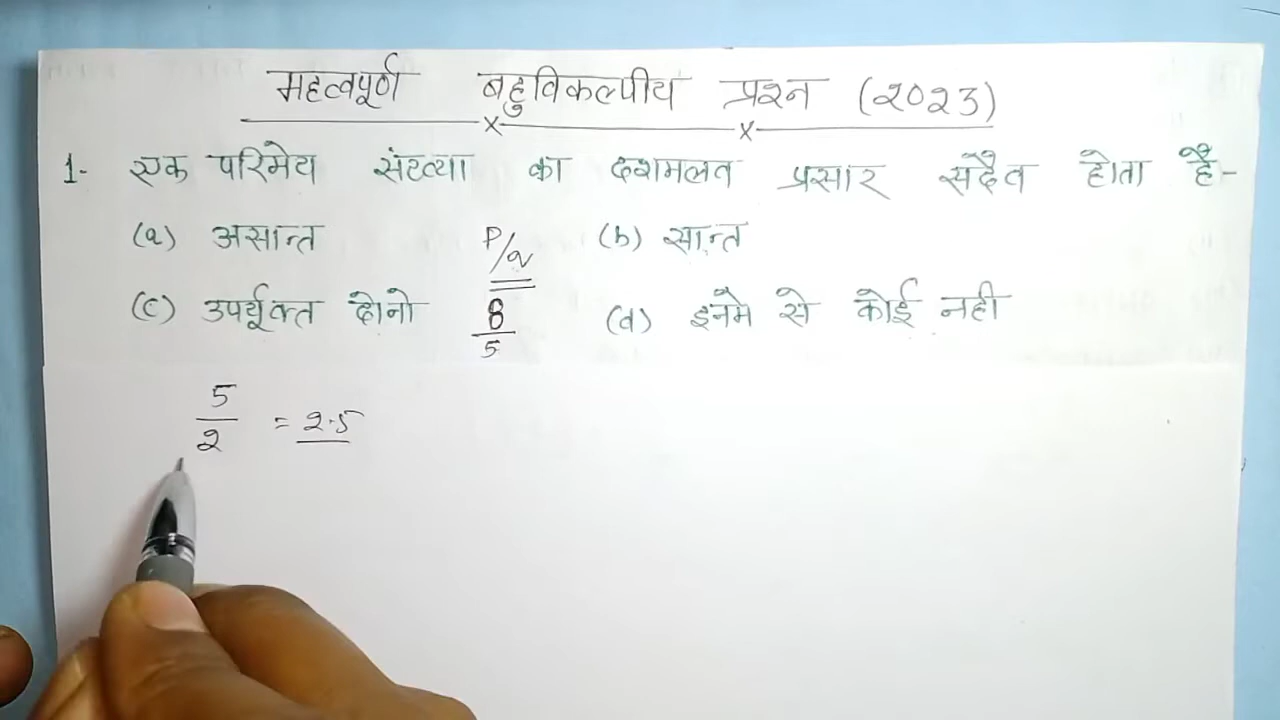 महत्वपूर्ण बहुविकल्पीय प्रश्न (२०२3)
1- एक परिमेय संख्या का दशमलव प्रसार सदैव होता है-
(a) असान्त (b) सान्त
P/q
(c) उपर्यूक्त दोनो (d) इनमे से कोई नही
8/5
5/2 = 2.5